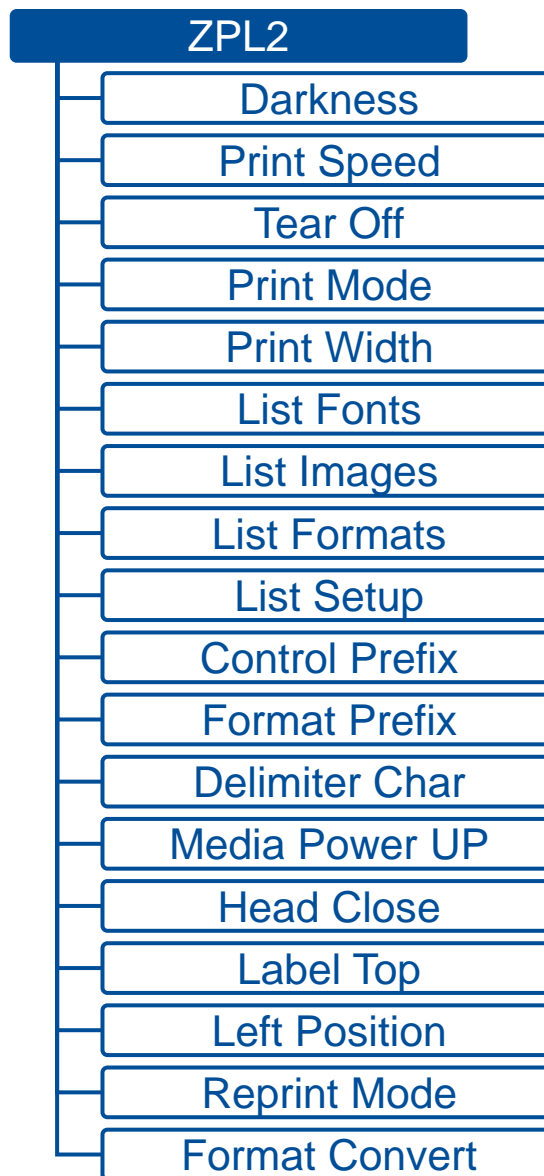 ZPL2
Darkness
Print Speed
Tear Off
Print Mode
Print Width
List Fonts
List Images
List Formats
List Setup
Control Prefix
Format Prefix
Delimiter Char
Media Power UP
Head Close
Label Top
Left Position
Reprint Mode
Format Convert